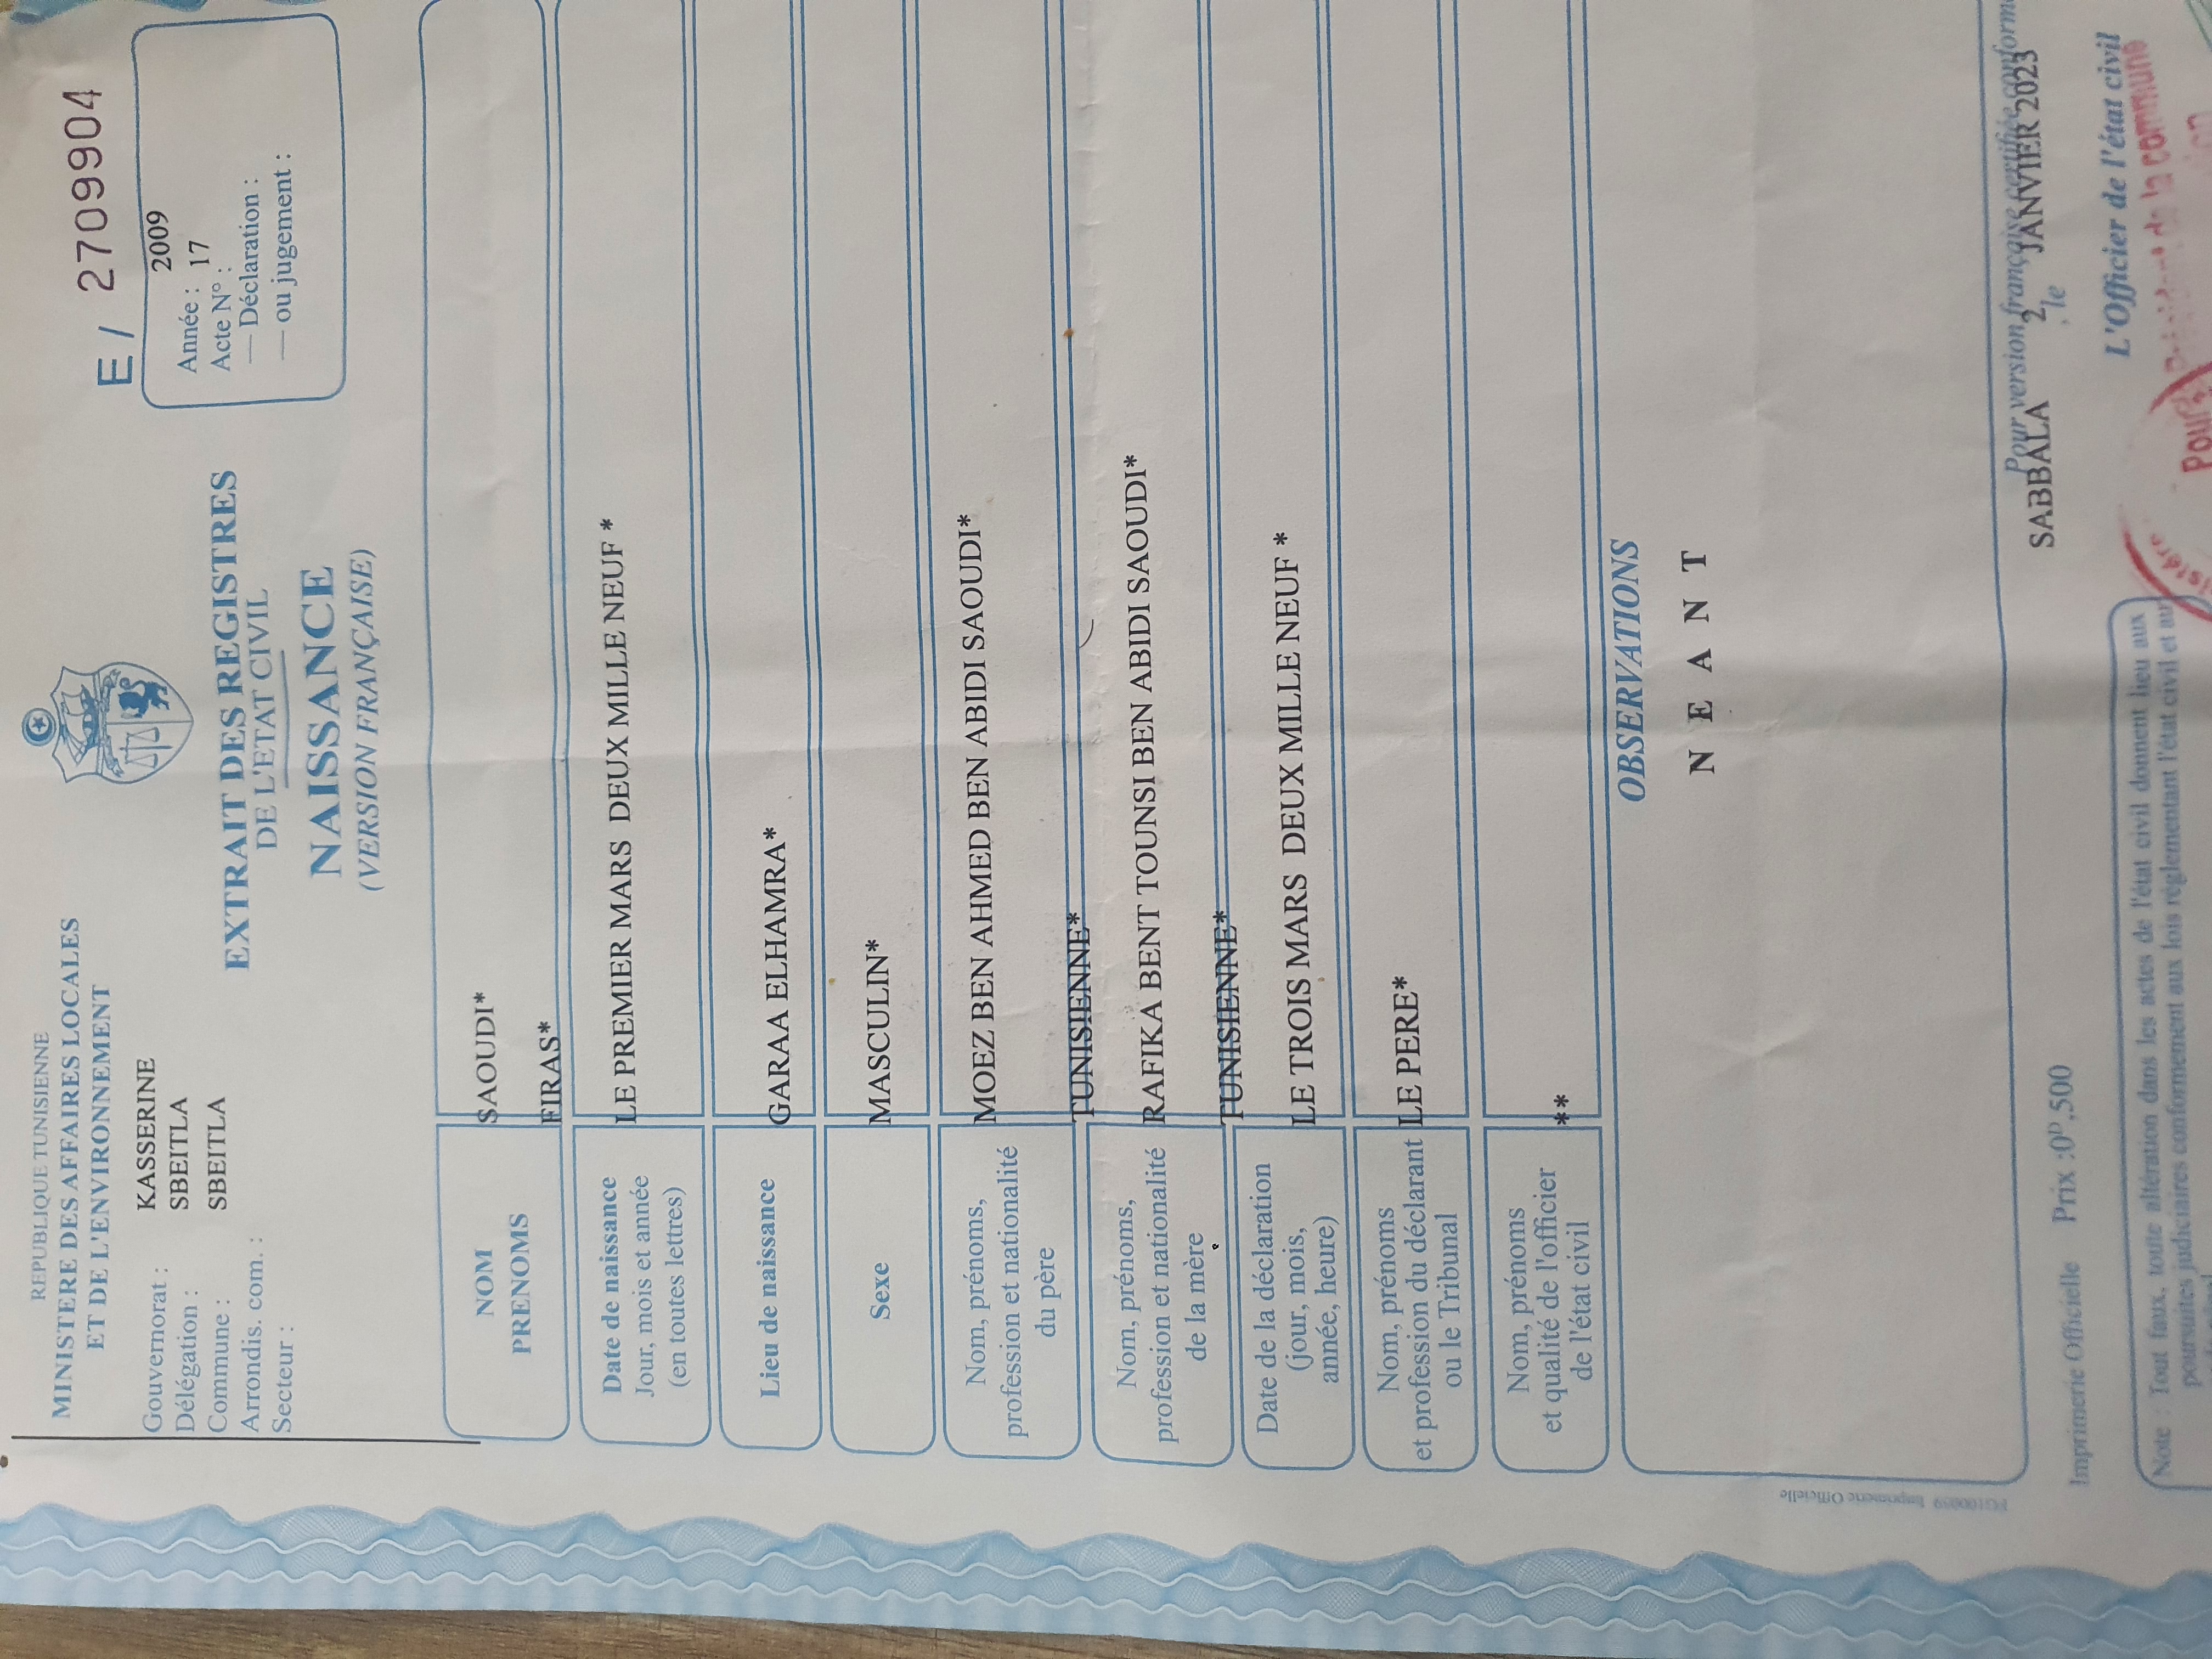 REPUBLIQUE TUNISIENNE
MINISTERE DES AFFAIRES LOCALES
ET DE L'ENVIRONNEMENT
Gouvernorat : KASSERINE
Délégation : SBEITLA
Commune : SBEITLA
Arrondis. com. :
Secteur :
E / 2709904
Année : 2009
Acte N° : 17
— Déclaration :
— ou jugement :
EXTRAIT DES REGISTRES
DE L'ETAT CIVIL
NAISSANCE
(VERSION FRANÇAISE)
NOM SAOUDI*
PRENOMS FIRAS*
Date de naissance
Jour, mois et année
(en toutes lettres)
LE PREMIER MARS DEUX MILLE NEUF *
Lieu de naissance GARAA ELHAMRA*
Sexe MASCULIN*
Nom, prénoms,
profession et nationalité
du père
MOEZ BEN AHMED BEN ABIDI SAOUDI*
TUNISIENNE*
Nom, prénoms,
profession et nationalité
de la mère
RAFIKA BENT TOUNSI BEN ABIDI SAOUDI*
TUNISIENNE*
Date de la déclaration
(jour, mois,
année, heure)
LE TROIS MARS DEUX MILLE NEUF *
Nom, prénoms
et profession du déclarant
ou le Tribunal
LE PERE*
Nom, prénoms
et qualité de l'officier
de l'état civil
**
OBSERVATIONS
N E A N T
Pour version française certifiée conforme
SABBALA , le 2 JANVIER 2023
L'Officier de l'état civil
de la commune
Pour
Imprimerie Officielle Prix :0ᴰ,500
Imprimerie Officielle
Note : Tout faux, toute altération dans les actes de l'état civil donnent lieu aux
poursuites judiciaires conformement aux lois réglementant l'état civil et au